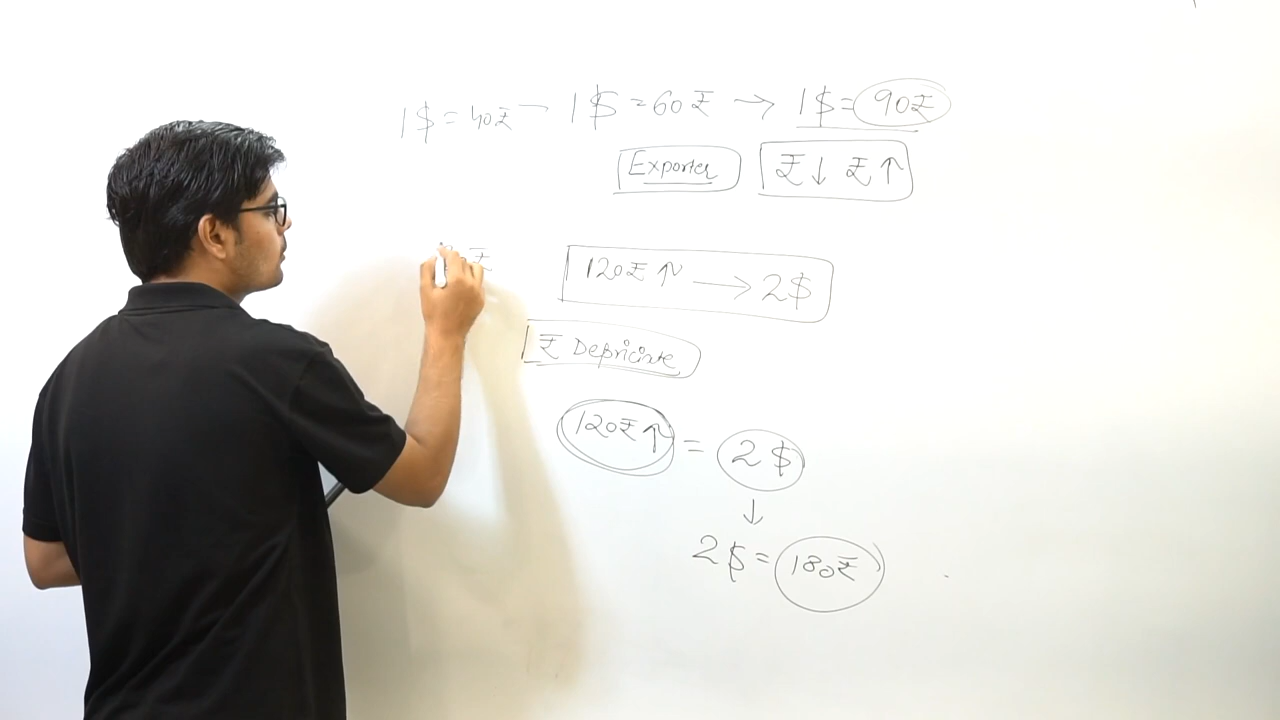 1$ = 40₹ — 1$ = 60₹ → 1$ = 90₹
Exporter ₹↓ ₹↑
120₹↑ → 2$
₹ Depriciate
120₹↑ = 2$
↓
2$ = 180₹